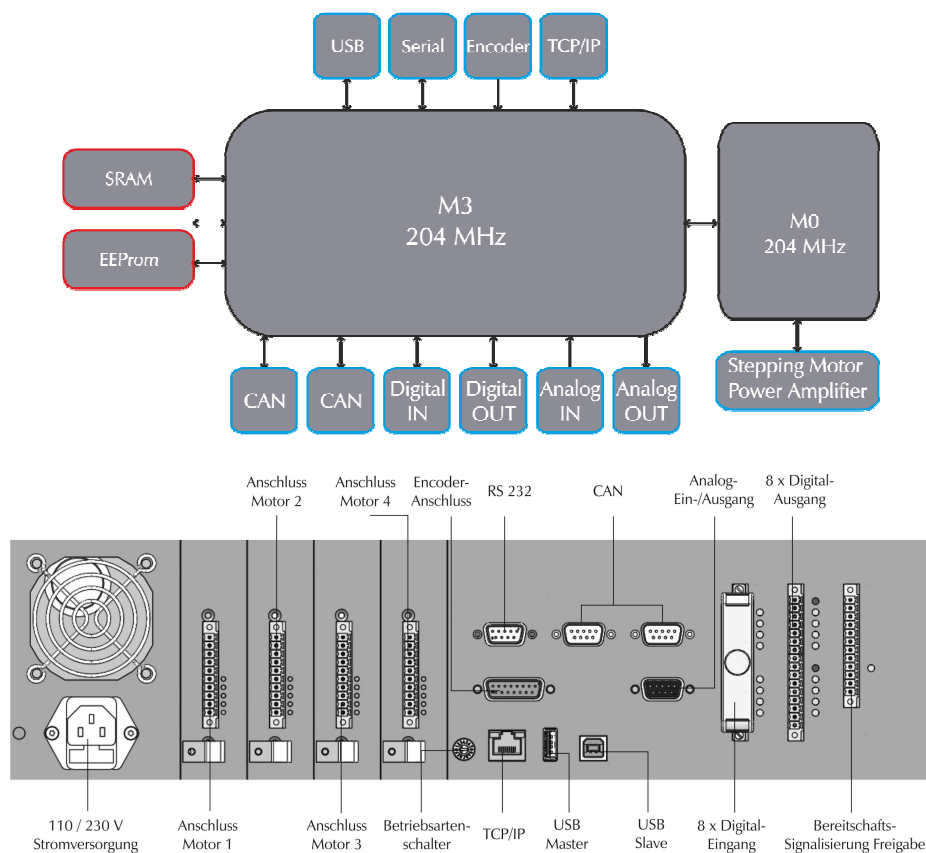 USB
Serial
Encoder
TCP/IP
SRAM
EEProm
M3
204 MHz
M0
204 MHz
Stepping Motor
Power Amplifier
CAN
CAN
Digital
IN
Digital
OUT
Analog
IN
Analog
OUT
Anschluss
Motor 2
Anschluss
Motor 4
Encoder-
Anschluss
RS 232
CAN
Analog-
Ein-/Ausgang
8 x Digital-
Ausgang
110 / 230 V
Stromversorgung
Anschluss
Motor 1
Anschluss
Motor 3
Betriebsarten-
schalter
TCP/IP
USB
Master
USB
Slave
8 x Digital-
Eingang
Bereitschafts-
Signalisierung Freigabe